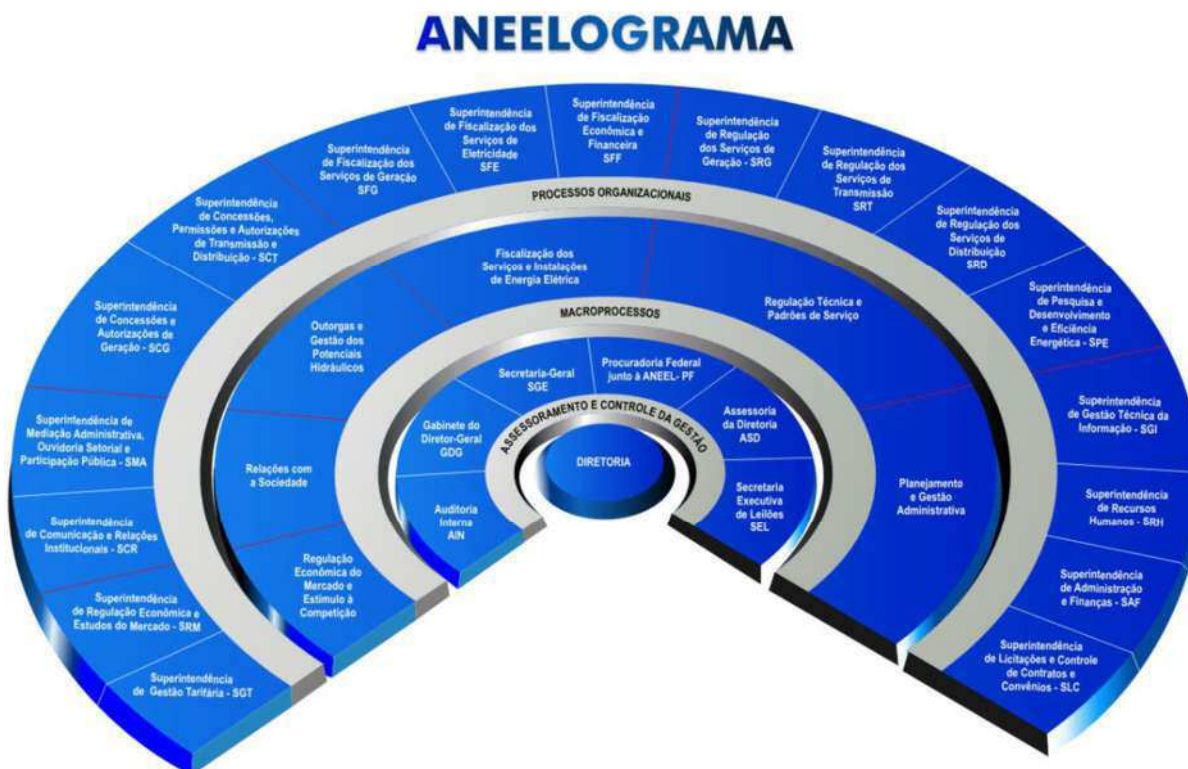 ANEELOGRAMA
Superintendência
de Gestão Tarifária - SGT
Superintendência
de Regulação Econômica e
Estudos do Mercado - SRM
Superintendência
de Comunicação e Relações
Institucionais - SCR
Superintendência de
Mediação Administrativa,
Ouvidoria Setorial e
Participação Pública - SMA
Superintendência
de Concessões e
Autorizações de
Geração - SCG
Superintendência
de Concessões,
Permissões e Autorizações
de Transmissão e
Distribuição - SCT
Superintendência
de Fiscalização dos
Serviços de Geração
SFG
Superintendência
de Fiscalização dos
Serviços de
Eletricidade
SFE
Superintendência
de Fiscalização
Econômica e
Financeira
SFF
Superintendência
de Regulação
dos Serviços de
Geração - SRG
Superintendência
de Regulação dos
Serviços de
Transmissão
SRT
Superintendência
de Regulação dos
Serviços de
Distribuição
SRD
Superintendência
de Pesquisa e
Desenvolvimento
e Eficiência
Energética - SPE
Superintendência
de Gestão Técnica da
Informação - SGI
Superintendência
de Recursos
Humanos - SRH
Superintendência
de Administração
e Finanças - SAF
Superintendência
de Licitações e Controle
de Contratos e
Convênios - SLC
PROCESSOS ORGANIZACIONAIS
Regulação
Econômica do
Mercado e
Estímulo à
Competição
Relações com
a Sociedade
Outorgas e
Gestão dos
Potenciais
Hidráulicos
Fiscalização dos
Serviços e Instalações
de Energia Elétrica
Regulação Técnica e
Padrões de Serviço
Planejamento
e Gestão
Administrativa
MACROPROCESSOS
Auditoria
Interna
AIN
Gabinete do
Diretor-Geral
GDG
Secretaria-Geral
SGE
Procuradoria Federal
junto à ANEEL- PF
Assessoria
da Diretoria
ASD
Secretaria
Executiva
de Leilões
SEL
ASSESSORAMENTO E CONTROLE DA GESTÃO
DIRETORIA